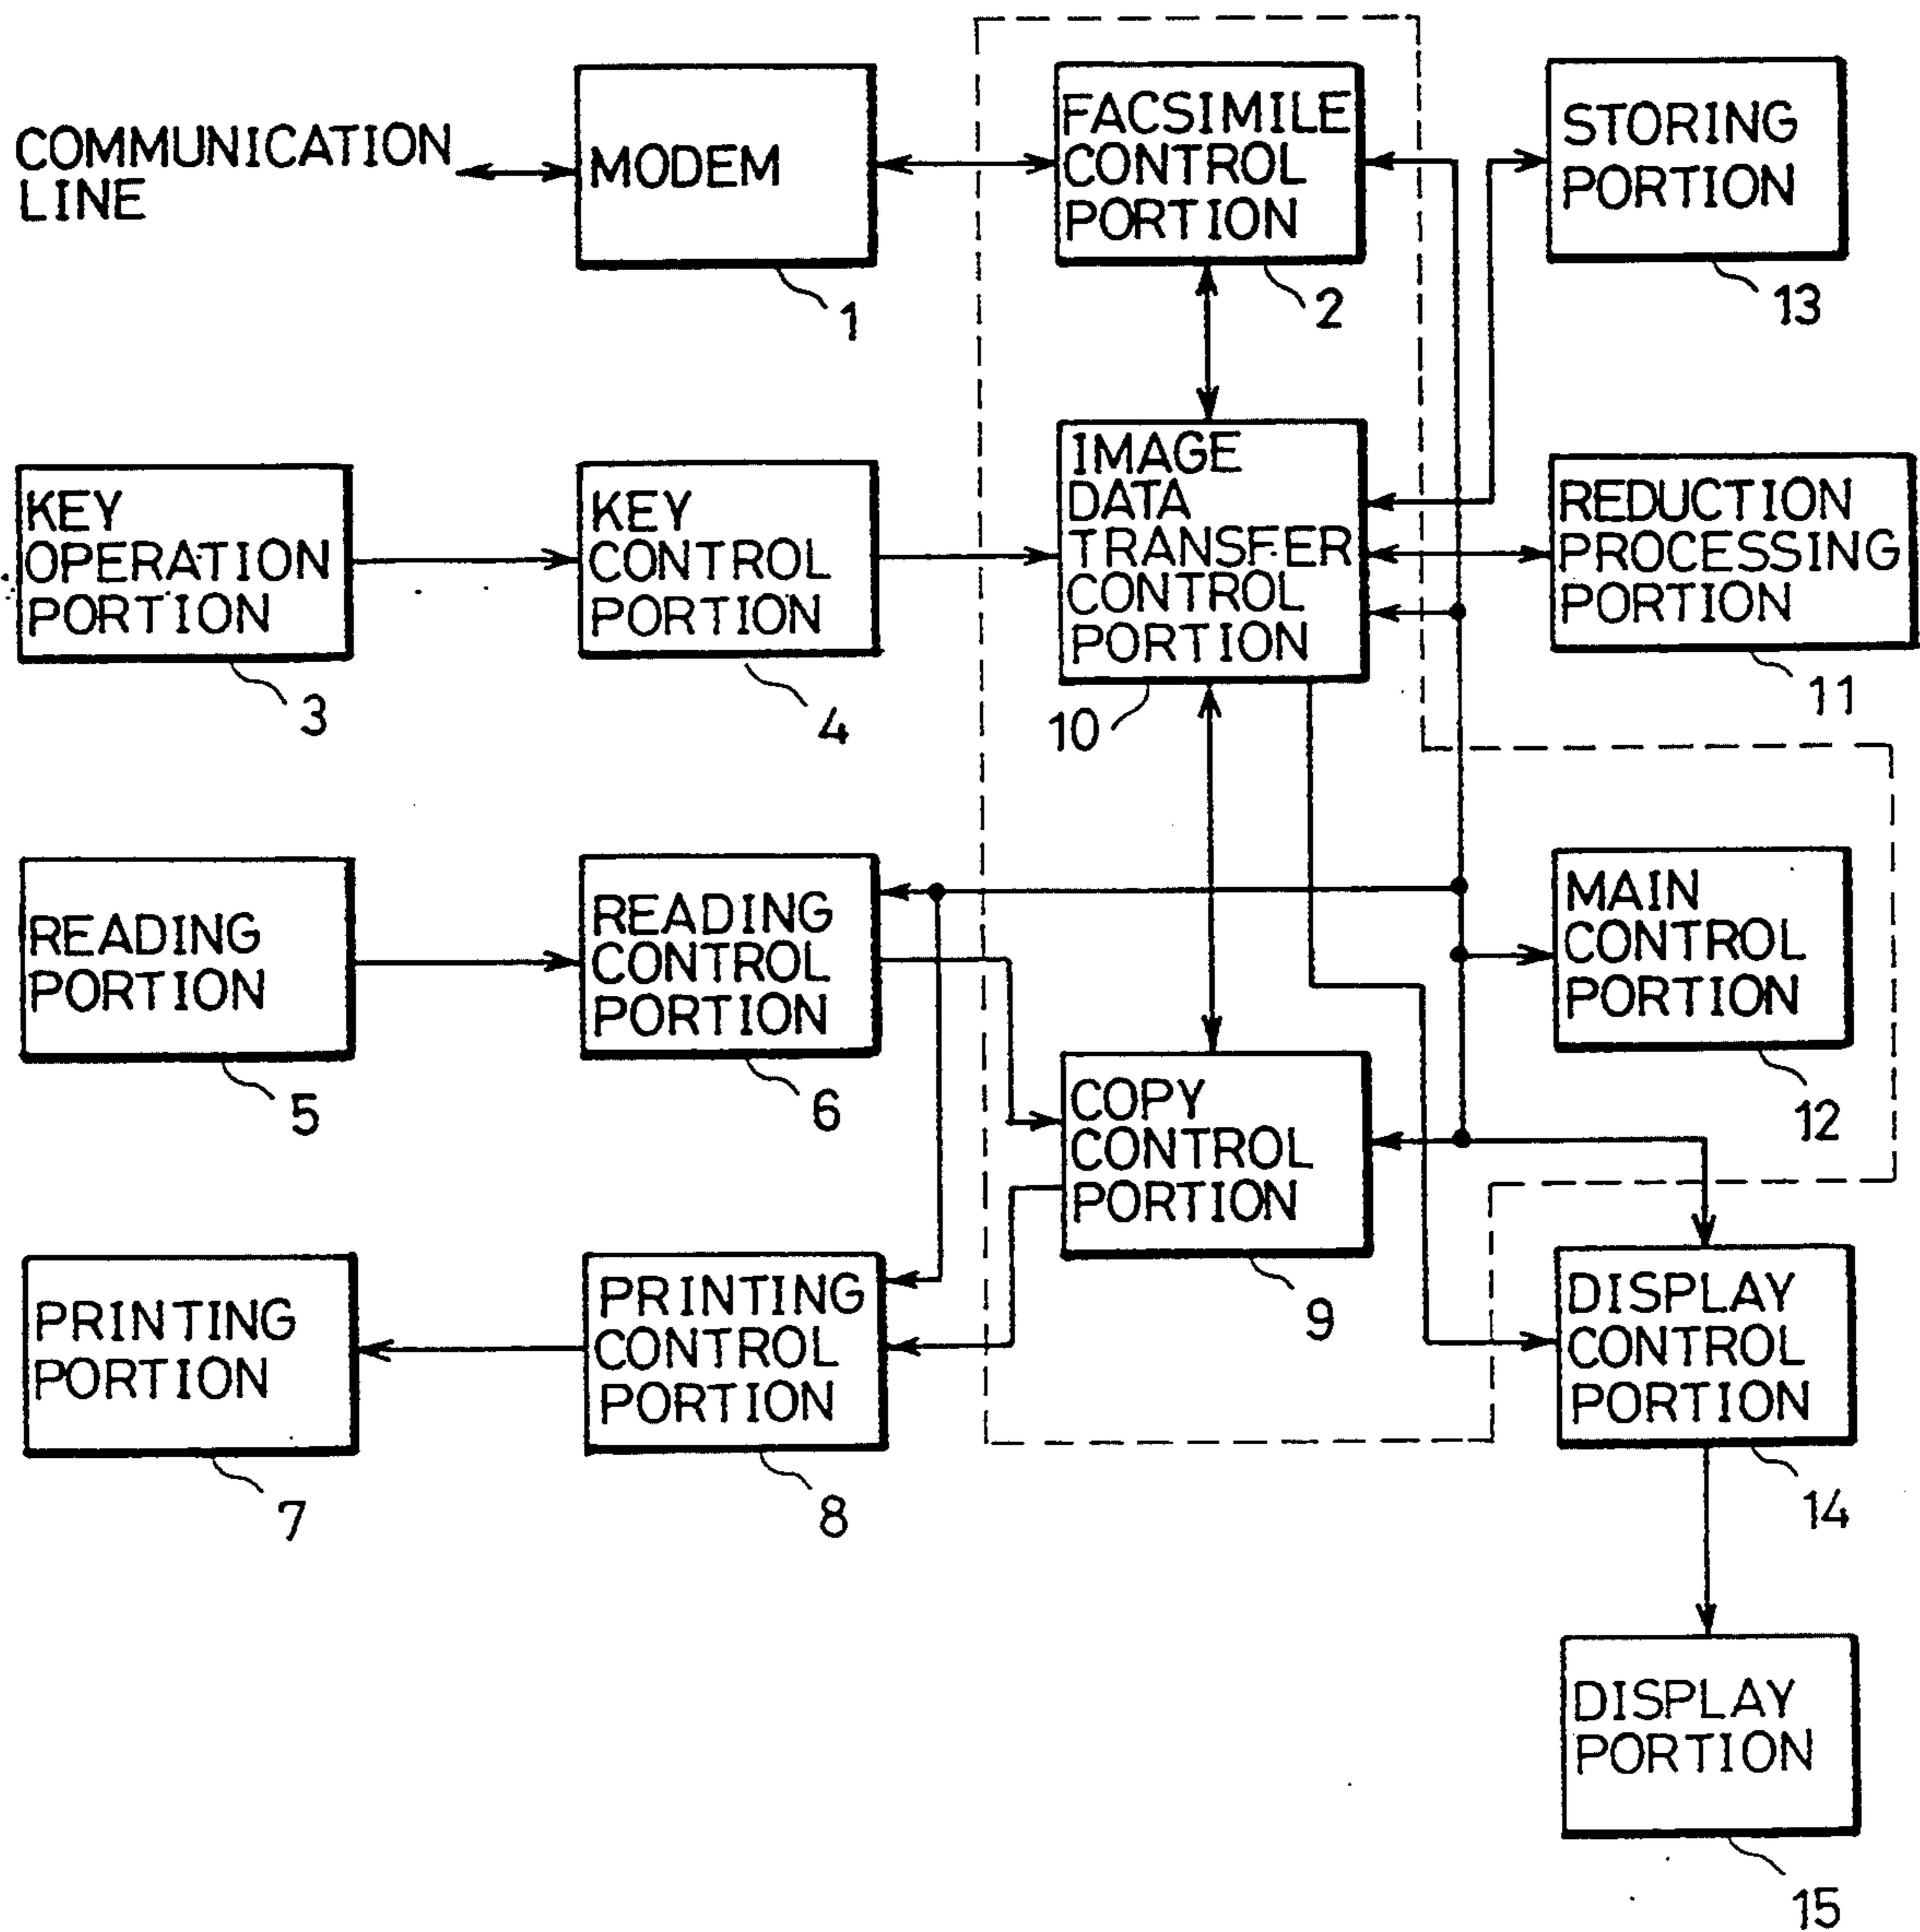 COMMUNICATION
LINE
MODEM
1
FACSIMILE
CONTROL
PORTION
2
STORING
PORTION
13
KEY
OPERATION
PORTION
3
KEY
CONTROL
PORTION
4
IMAGE
DATA
TRANSFER
CONTROL
PORTION
10
REDUCTION
PROCESSING
PORTION
11
READING
PORTION
5
READING
CONTROL
PORTION
6
MAIN
CONTROL
PORTION
12
COPY
CONTROL
PORTION
9
PRINTING
PORTION
7
PRINTING
CONTROL
PORTION
8
DISPLAY
CONTROL
PORTION
14
DISPLAY
PORTION
15